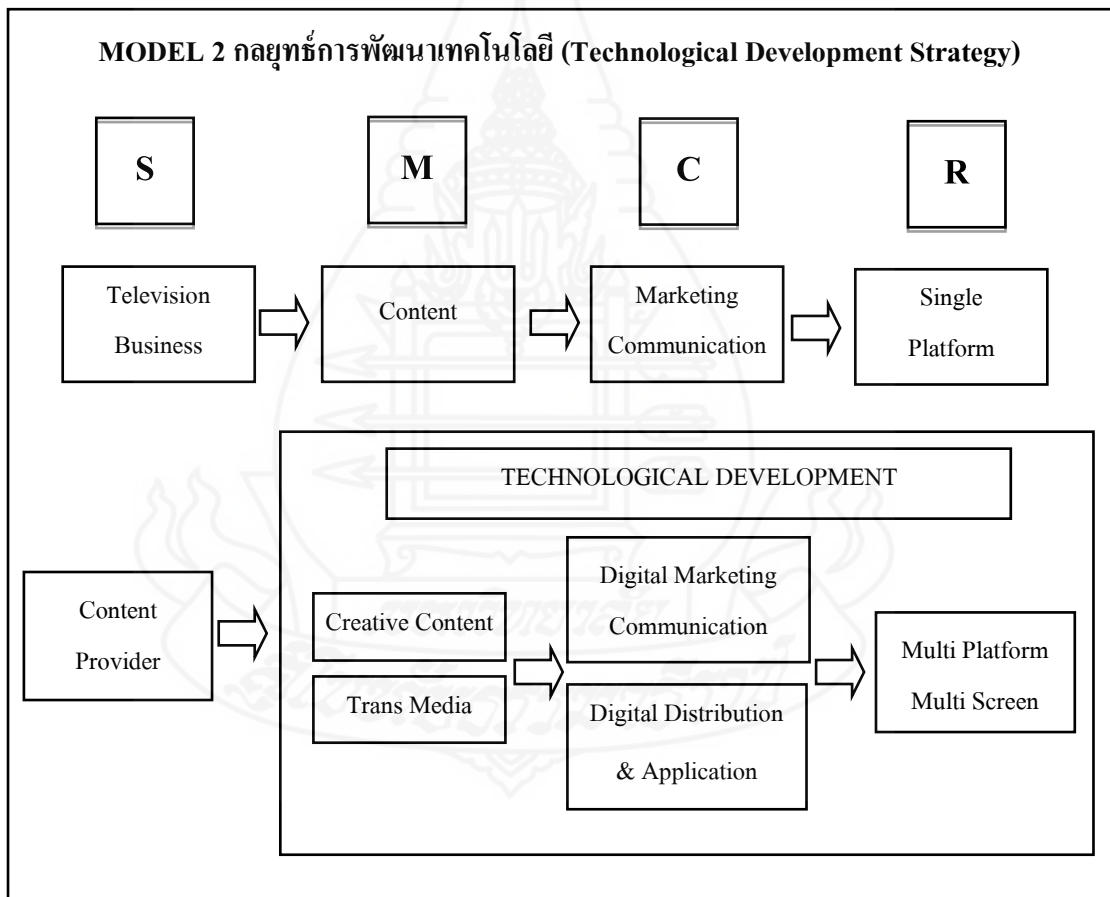 MODEL 2 กลยุทธ์การพัฒนาเทคโนโลยี (Technological Development Strategy)
S
M
C
R
Television
Business
Content
Marketing
Communication
Single
Platform
TECHNOLOGICAL DEVELOPMENT
Content
Provider
Creative Content
Trans Media
Digital Marketing
Communication
Digital Distribution
& Application
Multi Platform
Multi Screen